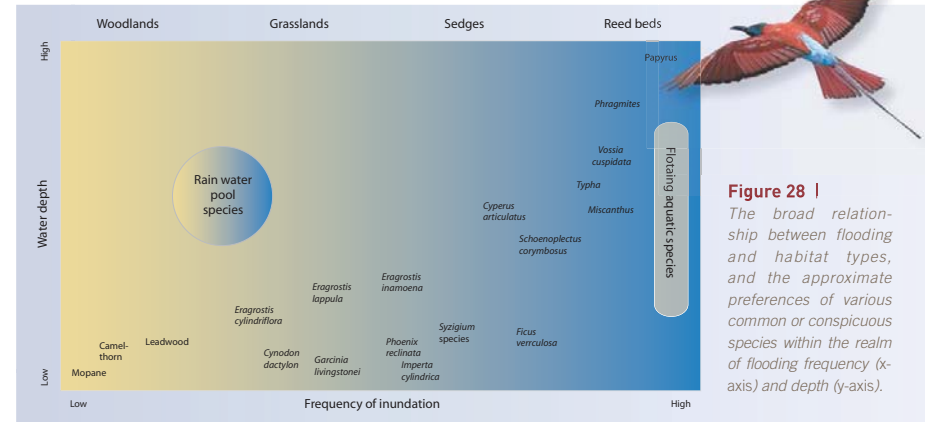 Woodlands
Grasslands
Sedges
Reed beds
High
Water depth
Low
Papyrus
Phragmites
Vossia
cuspidata
Flotaing aquatic species
Typha
Rain water
pool
species
Cyperus
articulatus
Miscanthus
Schoenoplectus
corymbosus
Eragrostis
inamoena
Eragrostis
lappula
Eragrostis
cylindriflora
Syzigium
species
Ficus
verrculosa
Camel-
thorn
Leadwood
Phoenix
reclinata
Cynodon
dactylon
Garcinia
livingstonei
Imperta
cylindrica
Mopane
Low
Frequency of inundation
High
Figure 28
The broad relation-
ship between flooding
and habitat types,
and the approximate
preferences of various
common or conspicuous
species within the realm
of flooding frequency (x-
axis) and depth (y-axis).